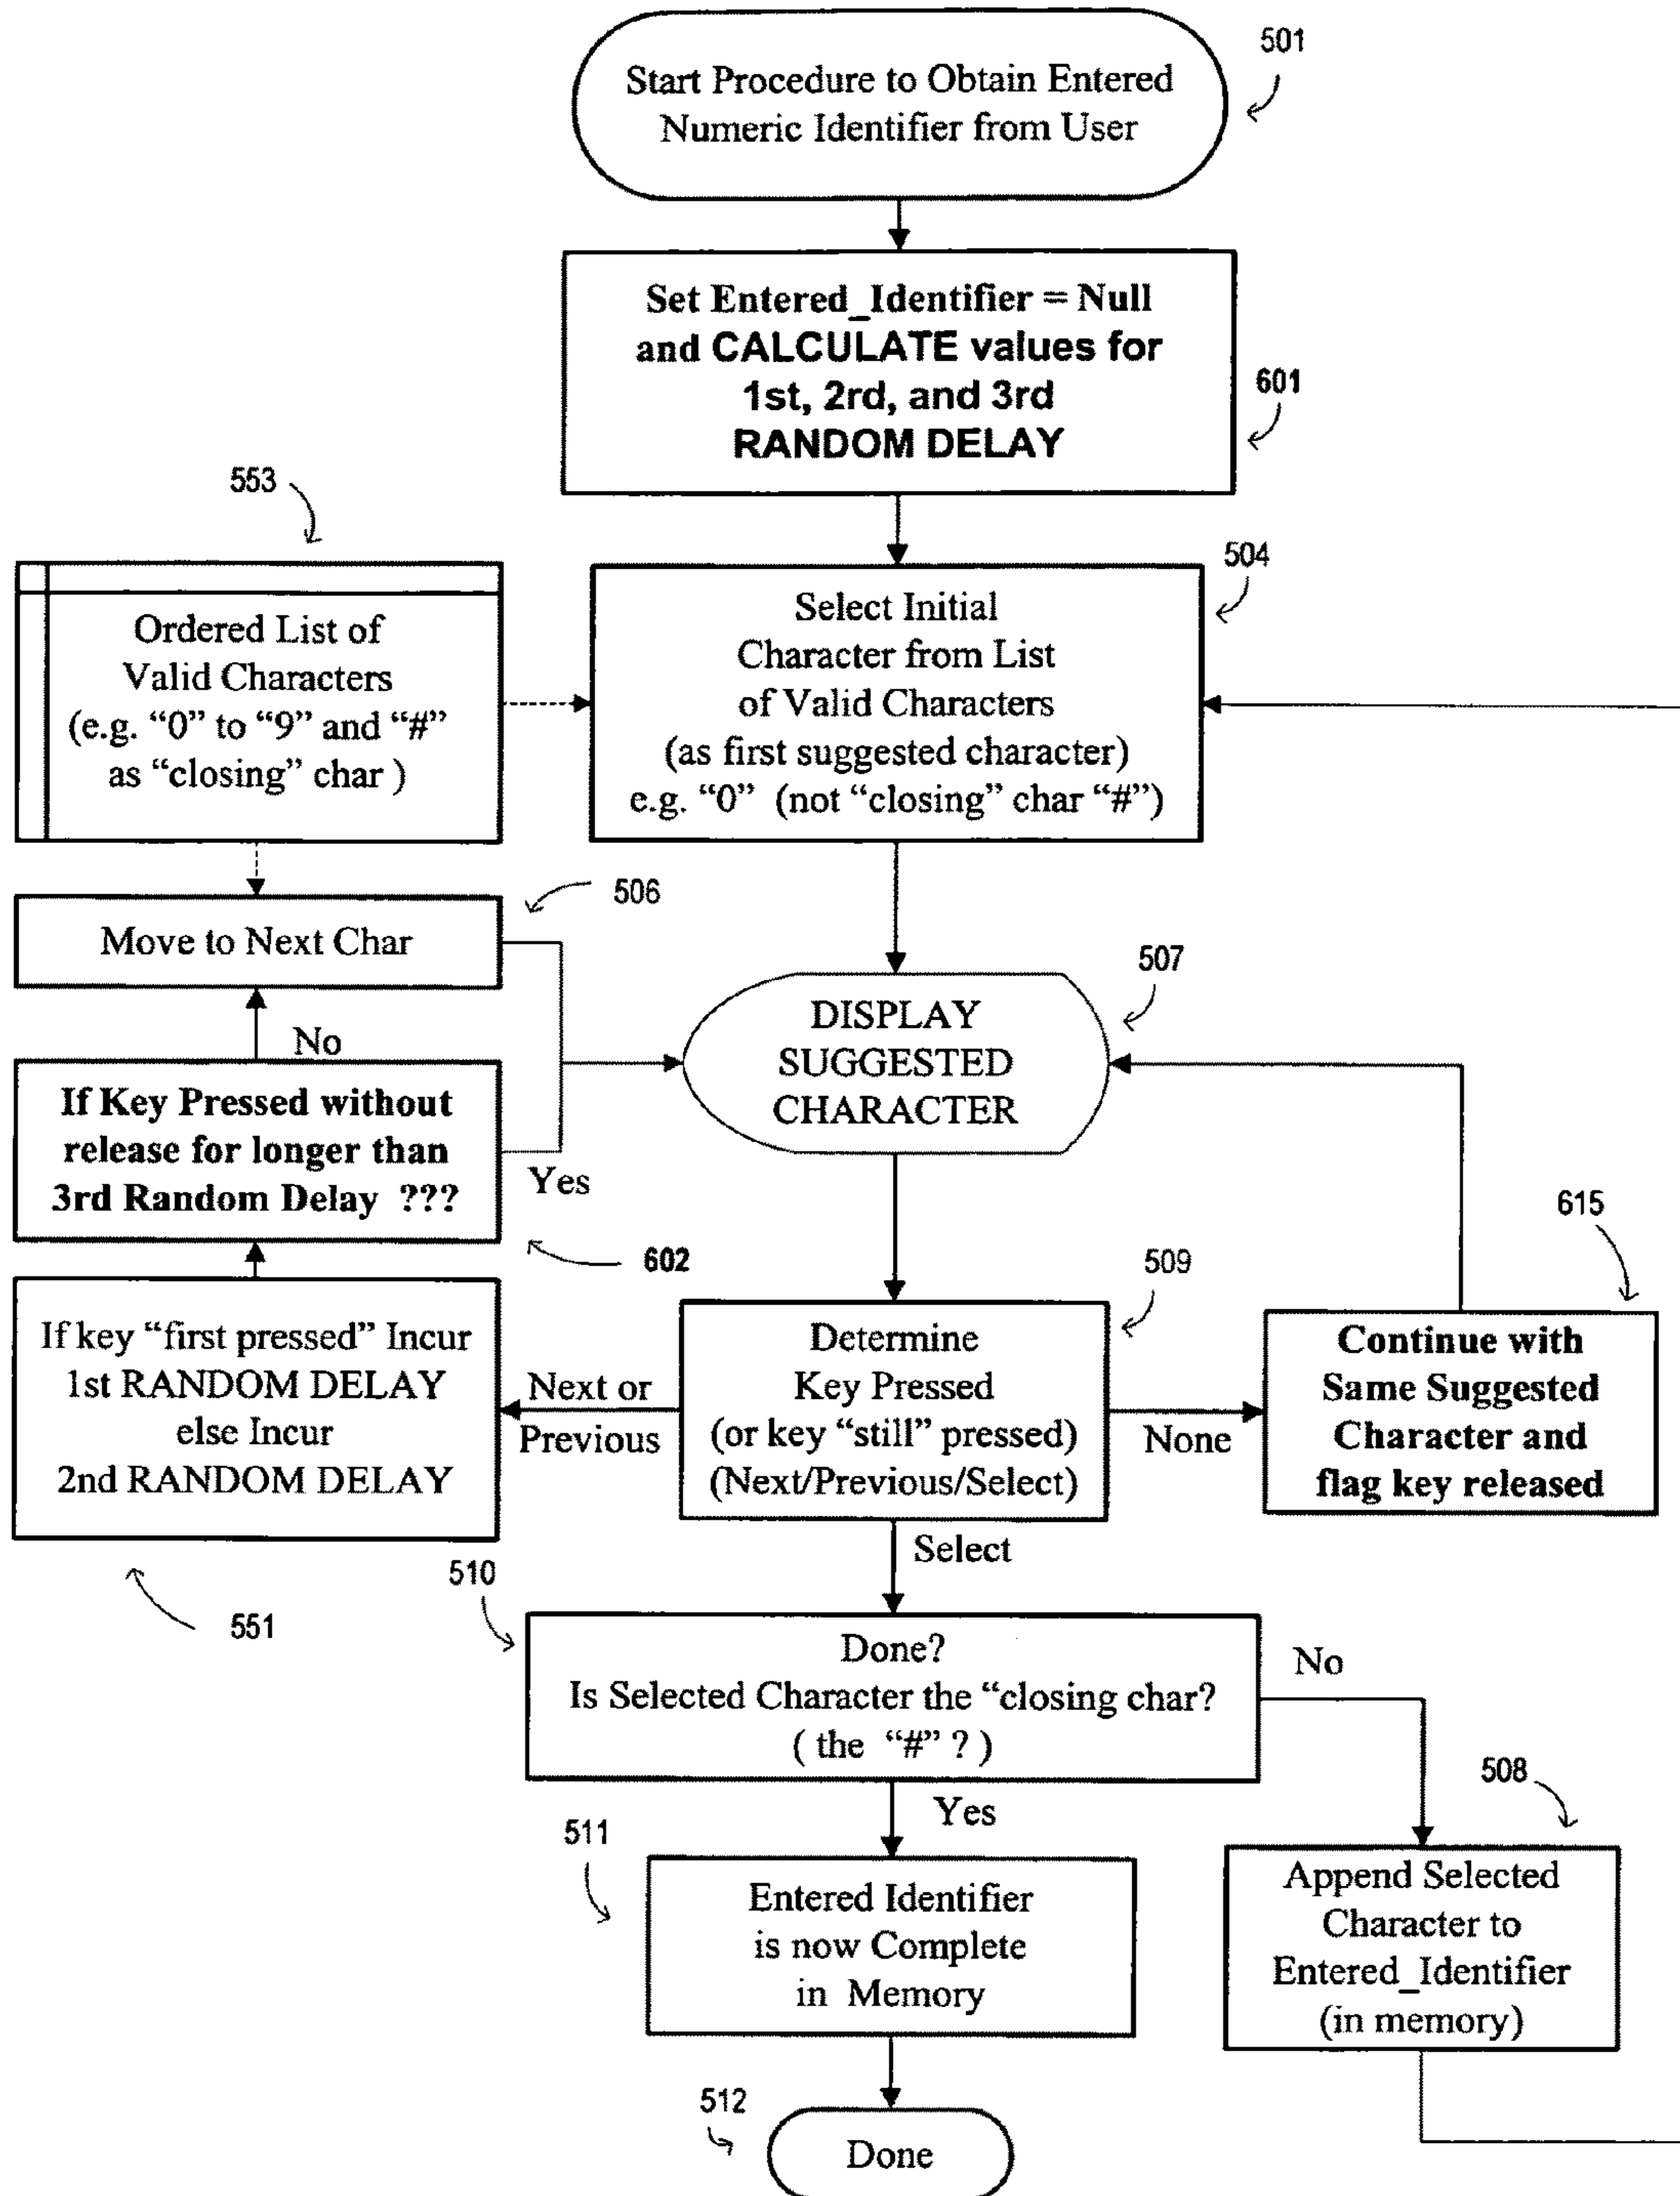 501
Start Procedure to Obtain Entered
Numeric Identifier from User
Set Entered_Identifier = Null
and CALCULATE values for
1st, 2rd, and 3rd
RANDOM DELAY
601
553
504
Ordered List of
Valid Characters
(e.g. “0” to “9” and “#”
as “closing” char )
Select Initial
Character from List
of Valid Characters
(as first suggested character)
e.g. “0” (not “closing” char “#”)
506
Move to Next Char
507
DISPLAY
SUGGESTED
CHARACTER
No
If Key Pressed without
release for longer than
3rd Random Delay ???
Yes
602
615
509
If key “first pressed” Incur
1st RANDOM DELAY
else Incur
2nd RANDOM DELAY
Next or
Previous
Determine
Key Pressed
(or key “still” pressed)
(Next/Previous/Select)
None
Continue with
Same Suggested
Character and
flag key released
Select
551
510
Done?
Is Selected Character the “closing char?
( the “#” ? )
No
508
Yes
511
Entered Identifier
is now Complete
in Memory
Append Selected
Character to
Entered_Identifier
(in memory)
512
Done